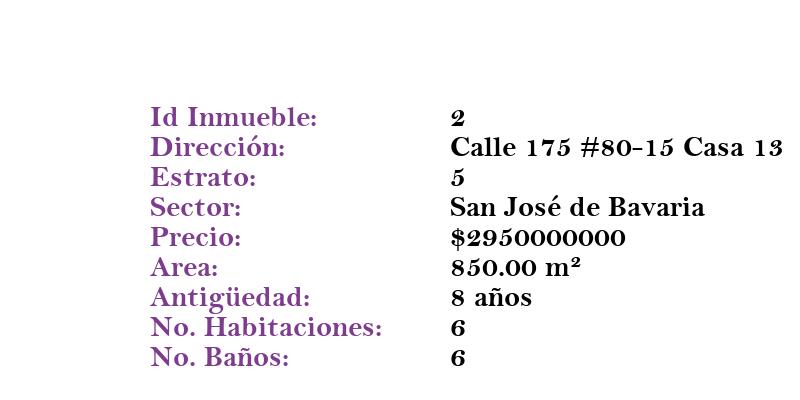 Id Inmueble: 2
Dirección: Calle 175 #80-15 Casa 13
Estrato: 5
Sector: San José de Bavaria
Precio: $2950000000
Area: 850.00 m²
Antigüedad: 8 años
No. Habitaciones: 6
No. Baños: 6